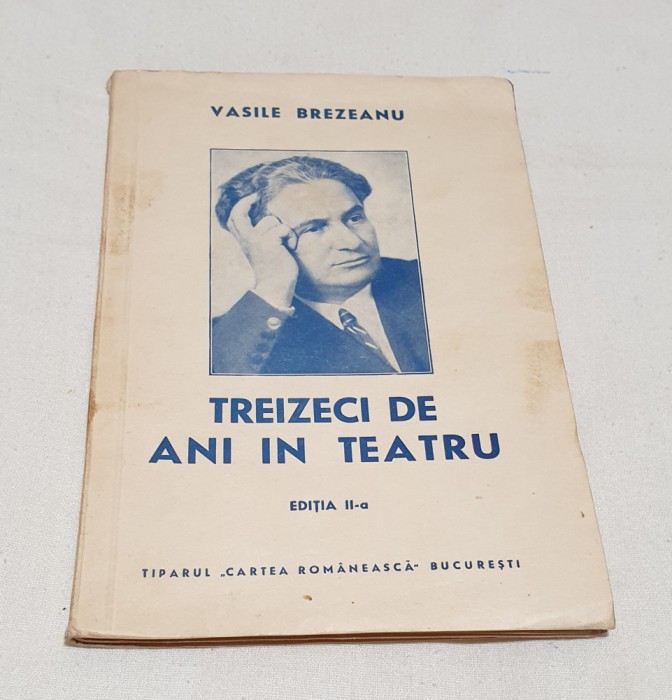 VASILE BREZEANU
TREIZECI DE
ANI IN TEATRU
EDIȚIA II-a
TIPARUL „CARTEA ROMÂNEASCĂ" BUCUREȘTI